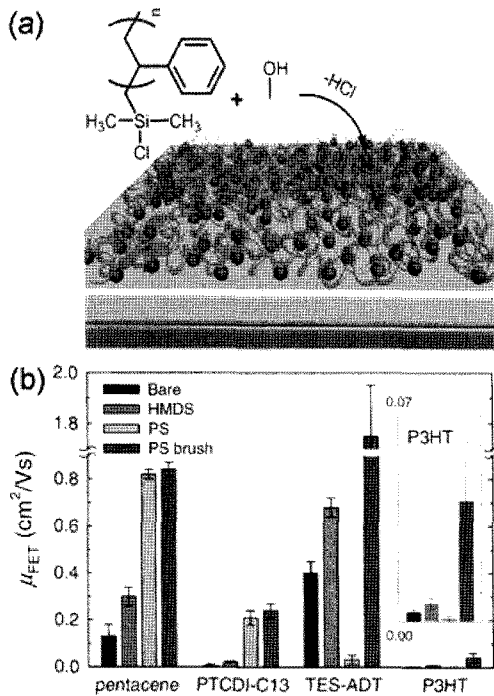 (a)
n
OH
+
-HCl
H₃C
Si
CH₃
Cl
(b)
2.0
1.8
0.8
0.6
0.4
0.2
0.0
μFET (cm²/Vs)
Bare
HMDS
PS
PS brush
0.07
P3HT
0.00
pentacene
PTCDI-C13
TES-ADT
P3HT